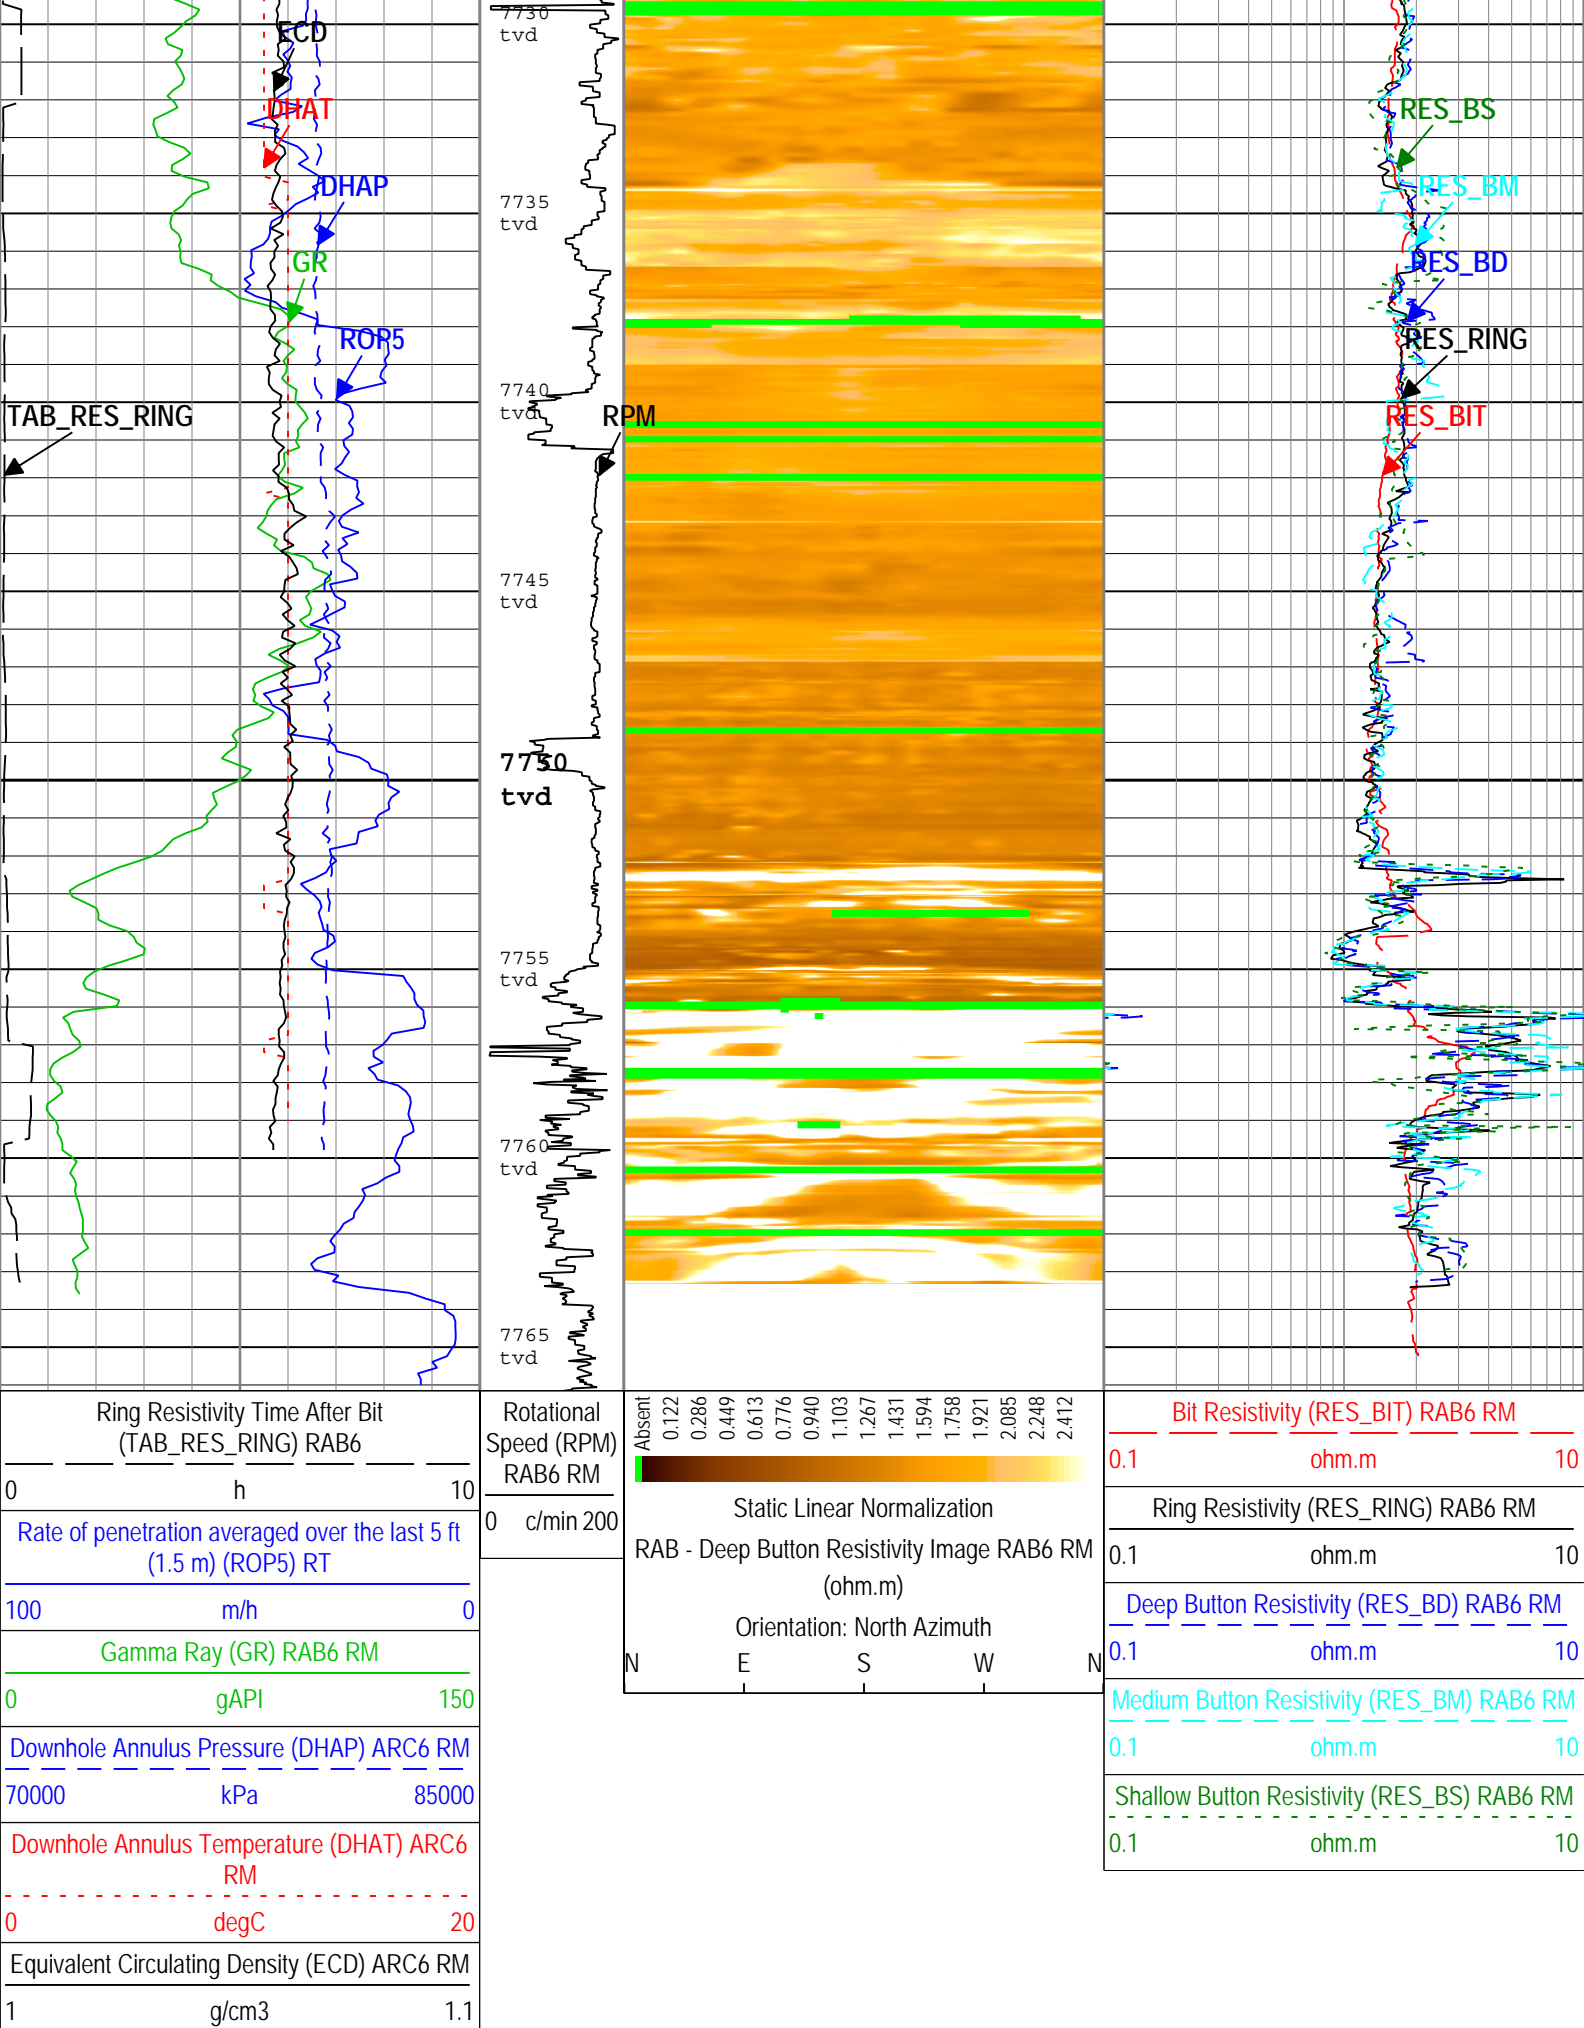 7730
tvd
ECD
DHAT
RES_BS
DHAP
RES_BM
7735
tvd
GR
RES_BD
ROP5
RES_RING
7740
tvd
TAB_RES_RING
RPM
RES_BIT
7745
tvd
7750
tvd
7755
tvd
7760
tvd
7765
tvd
Ring Resistivity Time After Bit
(TAB_RES_RING) RAB6
0 h 10
Rate of penetration averaged over the last 5 ft
(1.5 m) (ROP5) RT
100 m/h 0
Gamma Ray (GR) RAB6 RM
0 gAPI 150
Downhole Annulus Pressure (DHAP) ARC6 RM
70000 kPa 85000
Downhole Annulus Temperature (DHAT) ARC6
RM
0 degC 20
Equivalent Circulating Density (ECD) ARC6 RM
1 g/cm3 1.1
Rotational
Speed (RPM)
RAB6 RM
0 c/min 200
Absent 0.122 0.286 0.449 0.613 0.776 0.940 1.103 1.267 1.431 1.594 1.758 1.921 2.085 2.248 2.412
Static Linear Normalization
RAB - Deep Button Resistivity Image RAB6 RM
(ohm.m)
Orientation: North Azimuth
N E S W N
Bit Resistivity (RES_BIT) RAB6 RM
0.1 ohm.m 10
Ring Resistivity (RES_RING) RAB6 RM
0.1 ohm.m 10
Deep Button Resistivity (RES_BD) RAB6 RM
0.1 ohm.m 10
Medium Button Resistivity (RES_BM) RAB6 RM
0.1 ohm.m 10
Shallow Button Resistivity (RES_BS) RAB6 RM
0.1 ohm.m 10